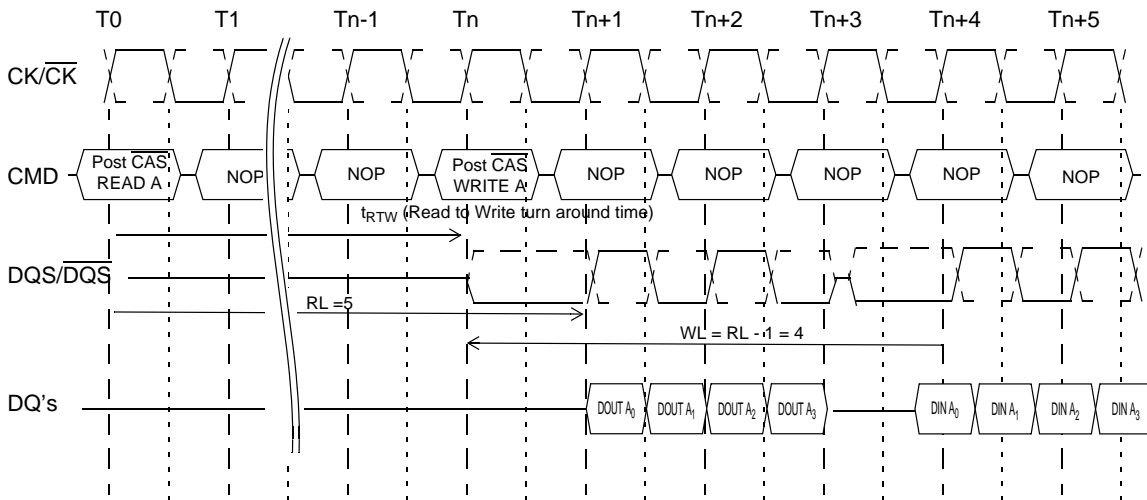 T0 T1 Tn-1 Tn Tn+1 Tn+2 Tn+3 Tn+4 Tn+5
CK/CK
CMD
Post CAS
READ A
NOP
NOP
Post CAS
WRITE A
NOP
NOP
NOP
NOP
NOP
tRTW (Read to Write turn around time)
DQS/DQS
RL =5
WL = RL - 1 = 4
DQ's
DOUT A0 DOUT A1 DOUT A2 DOUT A3 DIN A0 DIN A1 DIN A2 DIN A3